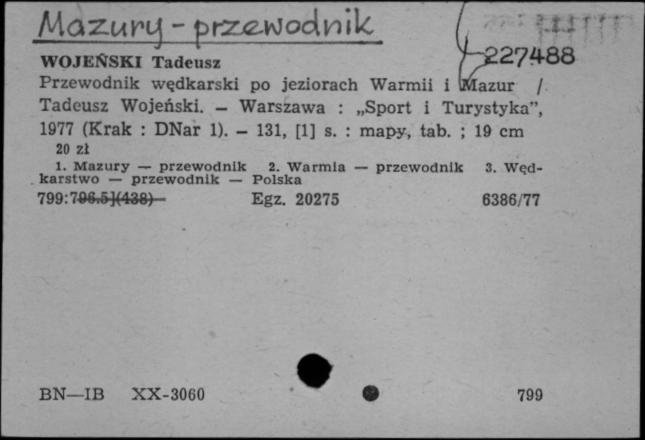 Mazury - przewodnik
227488
WOJEŃSKI Tadeusz
Przewodnik wędkarski po jeziorach Warmii i Mazur /
Tadeusz Wojeński. — Warszawa : „Sport i Turystyka”,
1977 (Krak : DNar 1). — 131, [1] s. : mapy, tab. ; 19 cm
20 zł
1. Mazury — przewodnik 2. Warmia — przewodnik 3. Węd-
karstwo — przewodnik — Polska
799:796.5](438) Egz. 20275 6386/77
BN—IB XX-3060 799